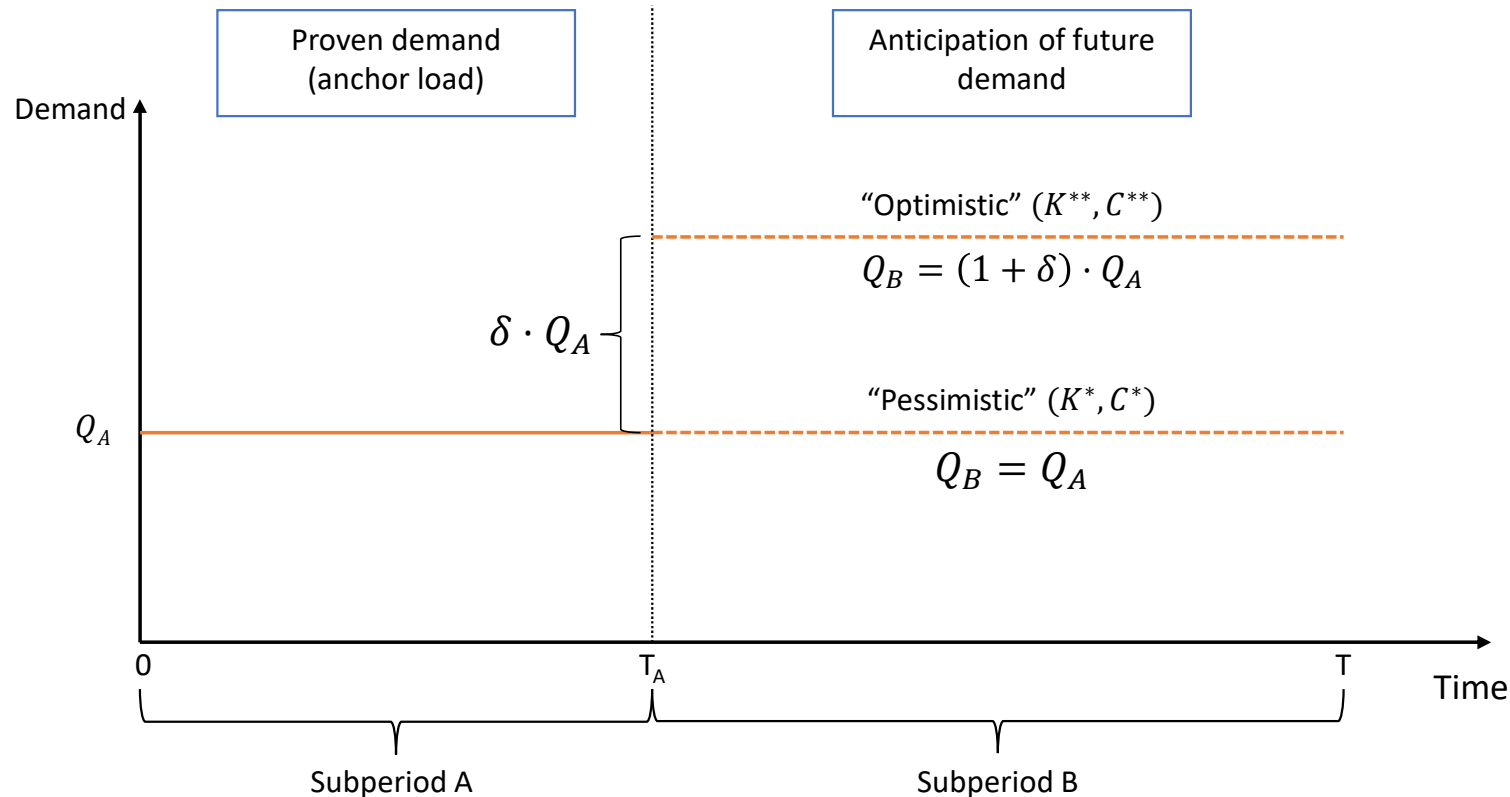 Proven demand
(anchor load)
Anticipation of future
demand
Demand
“Optimistic” (K**, C**)
Q_B = (1 + δ) · Q_A
δ · Q_A
“Pessimistic” (K*, C*)
Q_A
Q_B = Q_A
0
T_A
T
Time
Subperiod A
Subperiod B